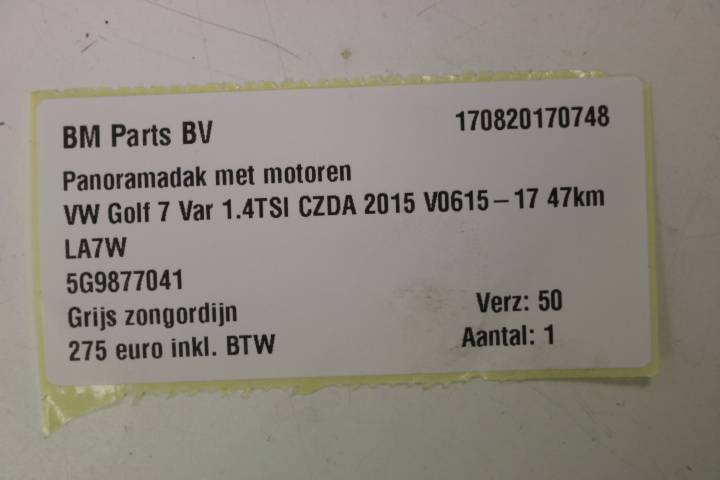 BM Parts BV 170820170748
Panoramadak met motoren
VW Golf 7 Var 1.4TSI CZDA 2015 V0615-17 47km
LA7W
5G9877041
Grijs zongordijn Verz: 50
275 euro inkl. BTW Aantal: 1